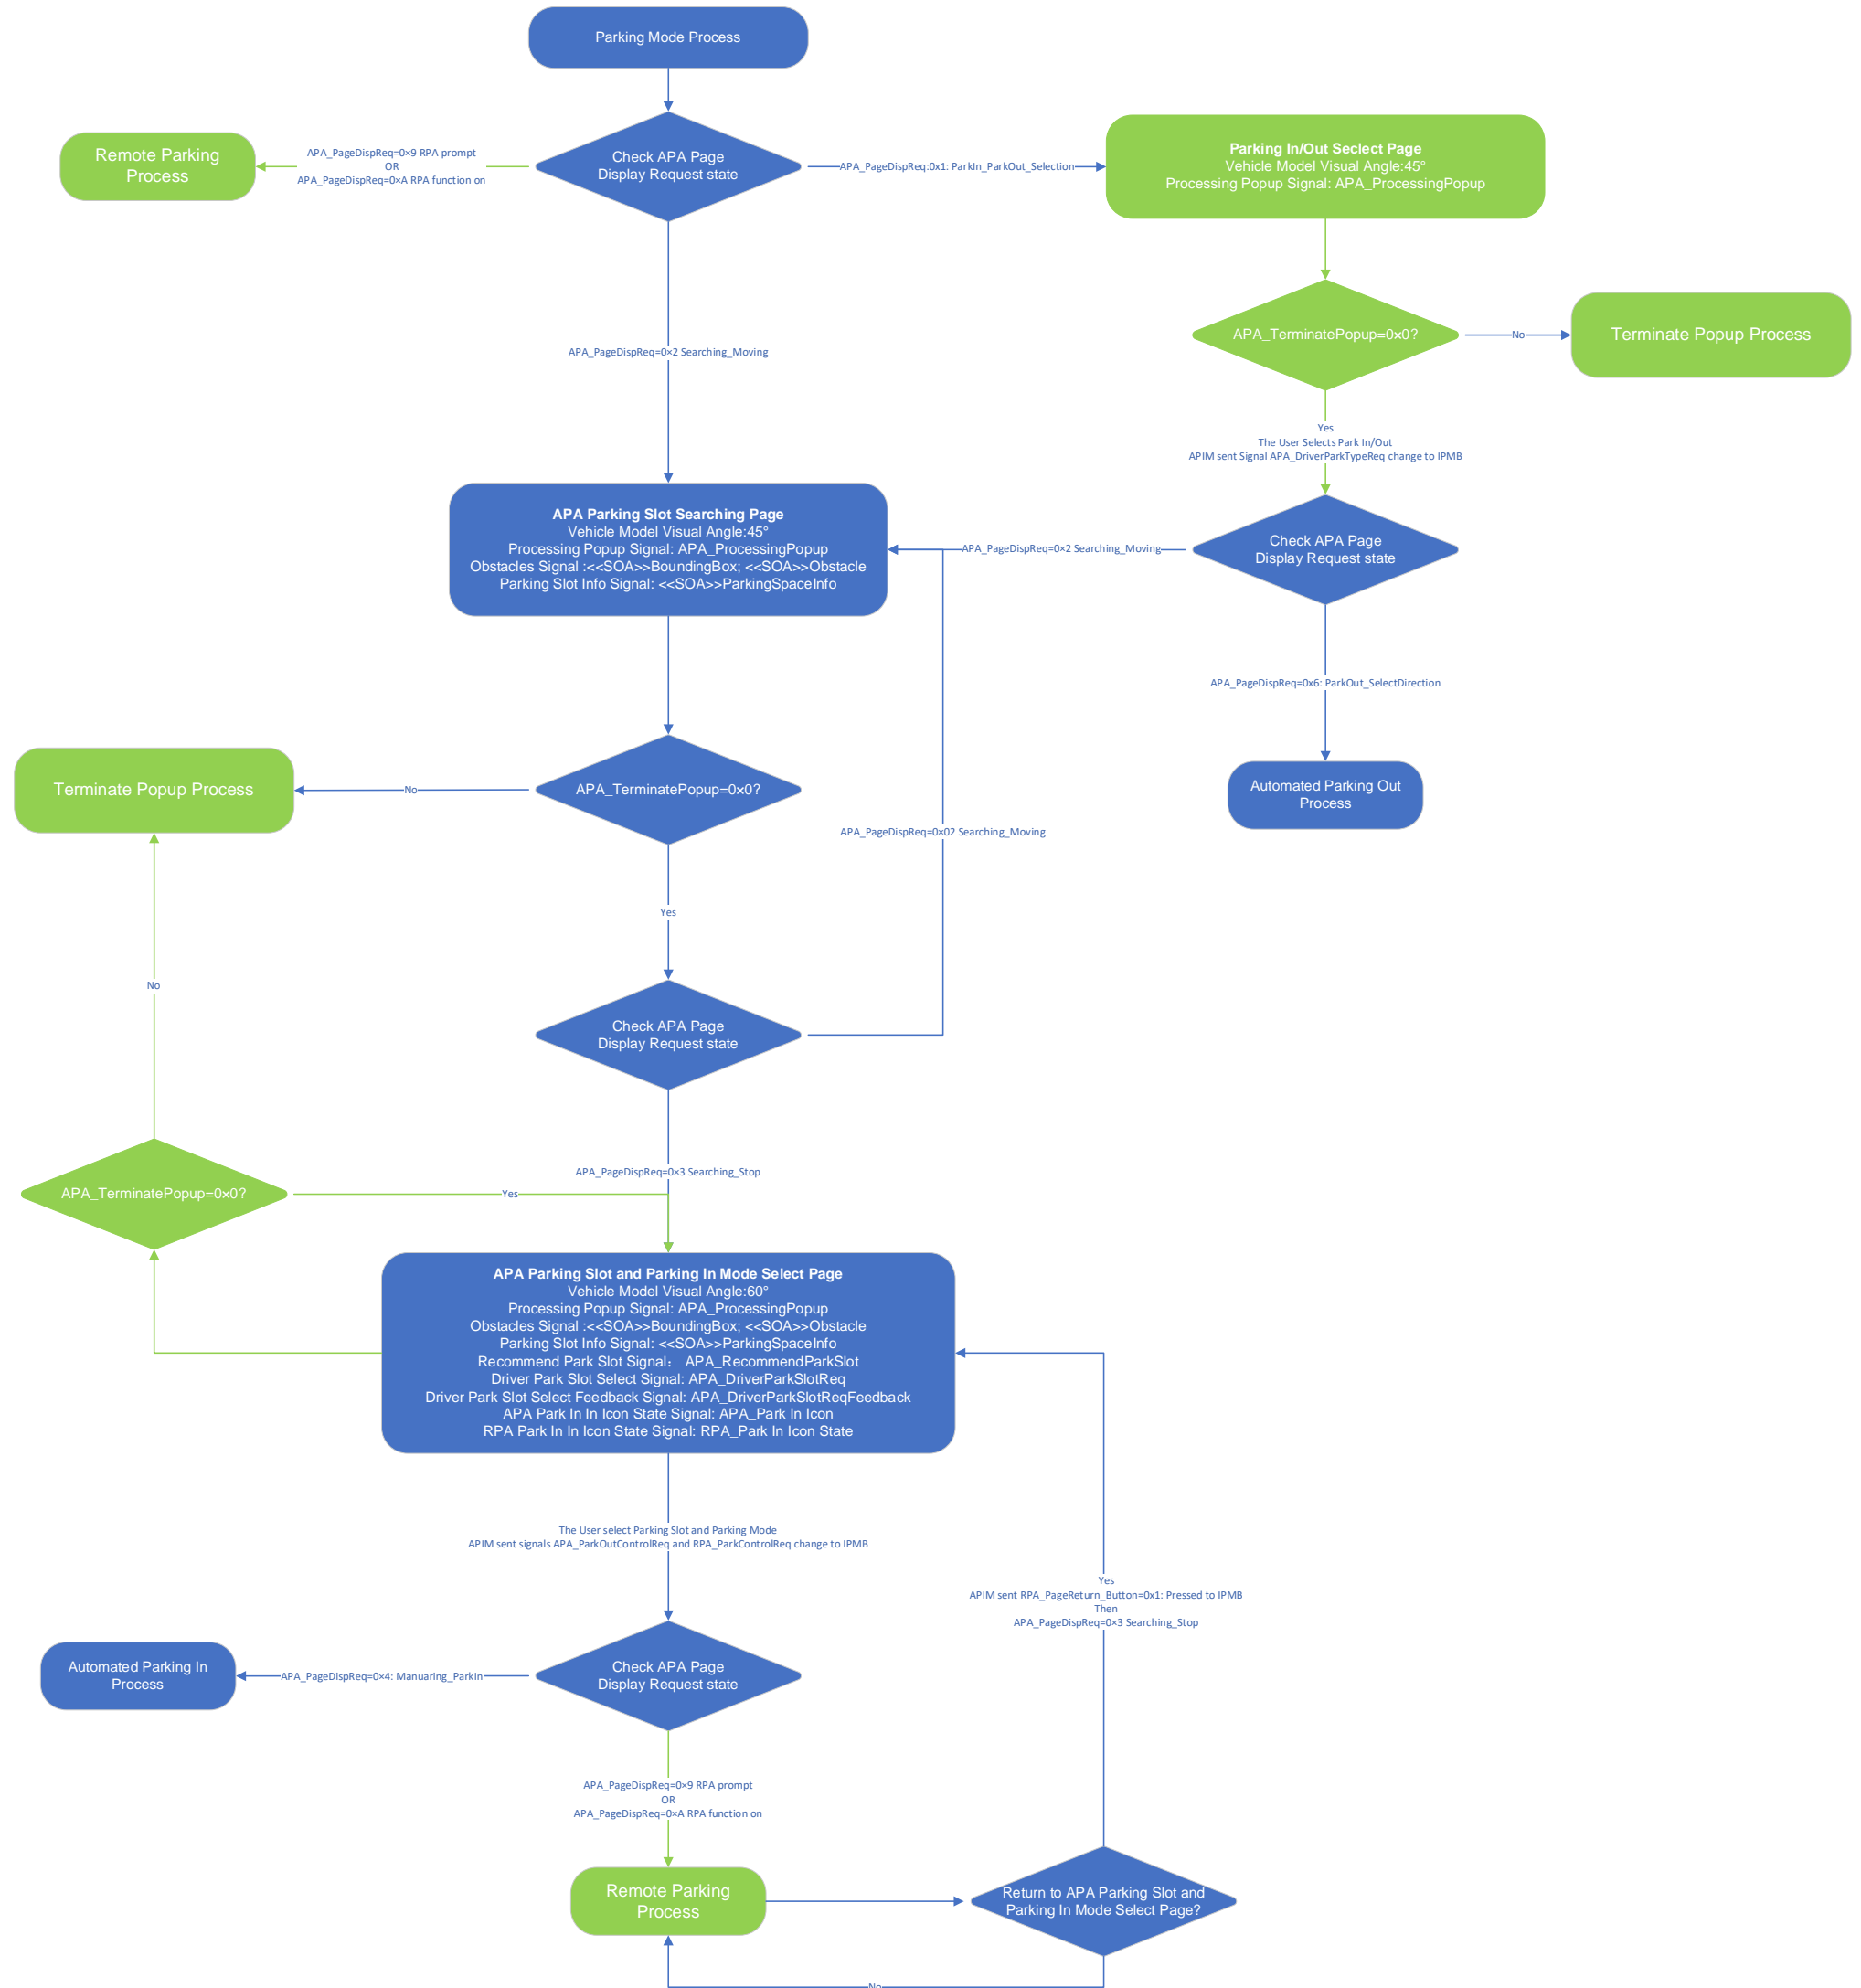 Parking Mode Process
Check APA Page
Display Request state
APA_PageDispReq=0×9 RPA prompt
OR
APA_PageDispReq=0×A RPA function on
Remote Parking
Process
APA_PageDispReq:0x1: ParkIn_ParkOut_Selection
Parking In/Out Seclect Page
Vehicle Model Visual Angle:45°
Processing Popup Signal: APA_ProcessingPopup
APA_TerminatePopup=0×0?
No
Terminate Popup Process
Yes
The User Selects Park In/Out
APIM sent Signal APA_DriverParkTypeReq change to IPMB
APA_PageDispReq=0×2 Searching_Moving
APA Parking Slot Searching Page
Vehicle Model Visual Angle:45°
Processing Popup Signal: APA_ProcessingPopup
Obstacles Signal :<<SOA>>BoundingBox; <<SOA>>Obstacle
Parking Slot Info Signal: <<SOA>>ParkingSpaceInfo
APA_PageDispReq=0×2 Searching_Moving
Check APA Page
Display Request state
APA_PageDispReq=0x6: ParkOut_SelectDirection
Automated Parking Out
Process
Terminate Popup Process
No
APA_TerminatePopup=0×0?
APA_PageDispReq=0×02 Searching_Moving
Yes
No
Check APA Page
Display Request state
APA_PageDispReq=0×3 Searching_Stop
APA_TerminatePopup=0×0?
Yes
APA Parking Slot and Parking In Mode Select Page
Vehicle Model Visual Angle:60°
Processing Popup Signal: APA_ProcessingPopup
Obstacles Signal :<<SOA>>BoundingBox; <<SOA>>Obstacle
Parking Slot Info Signal: <<SOA>>ParkingSpaceInfo
Recommend Park Slot Signal： APA_RecommendParkSlot
Driver Park Slot Select Signal: APA_DriverParkSlotReq
Driver Park Slot Select Feedback Signal: APA_DriverParkSlotReqFeedback
APA Park In In Icon State Signal: APA_Park In Icon
RPA Park In In Icon State Signal: RPA_Park In Icon State
The User select Parking Slot and Parking Mode
APIM sent signals APA_ParkOutControlReq and RPA_ParkControlReq change to IPMB
Yes
APIM sent RPA_PageReturn_Button=0x1: Pressed to IPMB
Then
APA_PageDispReq=0×3 Searching_Stop
Automated Parking In
Process
APA_PageDispReq=0×4: Manuaring_ParkIn
Check APA Page
Display Request state
APA_PageDispReq=0×9 RPA prompt
OR
APA_PageDispReq=0×A RPA function on
Remote Parking
Process
Return to APA Parking Slot and
Parking In Mode Select Page?
No